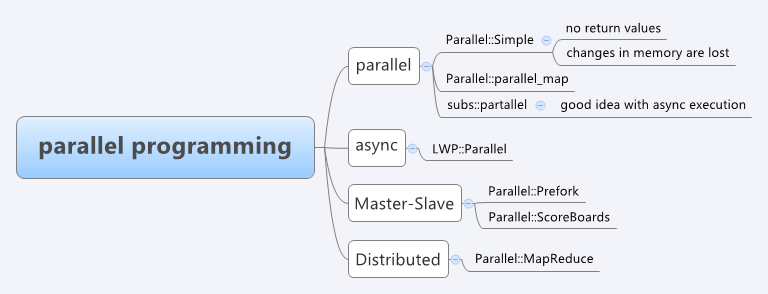 parallel programming
parallel
Parallel::Simple
no return values
changes in memory are lost
Parallel::parallel_map
subs::partallel
good idea with async execution
async
LWP::Parallel
Master-Slave
Parallel::Prefork
Parallel::ScoreBoards
Distributed
Parallel::MapReduce